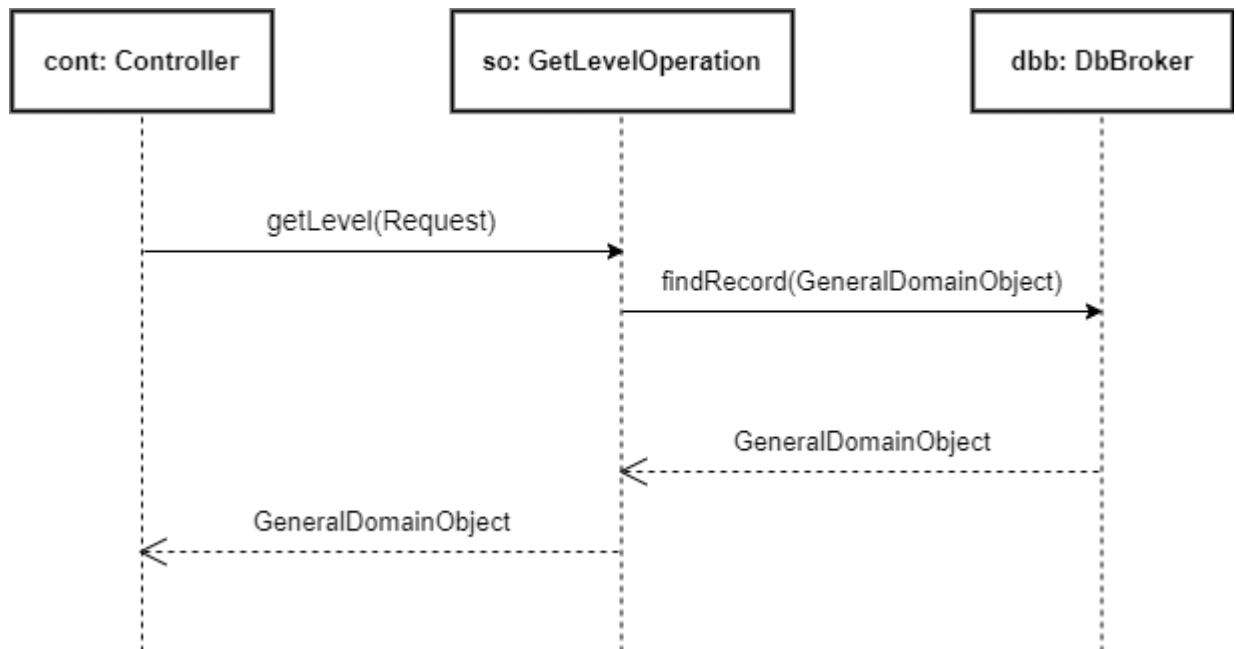 cont: Controller
so: GetLevelOperation
dbb: DbBroker
getLevel(Request)
findRecord(GeneralDomainObject)
GeneralDomainObject
GeneralDomainObject